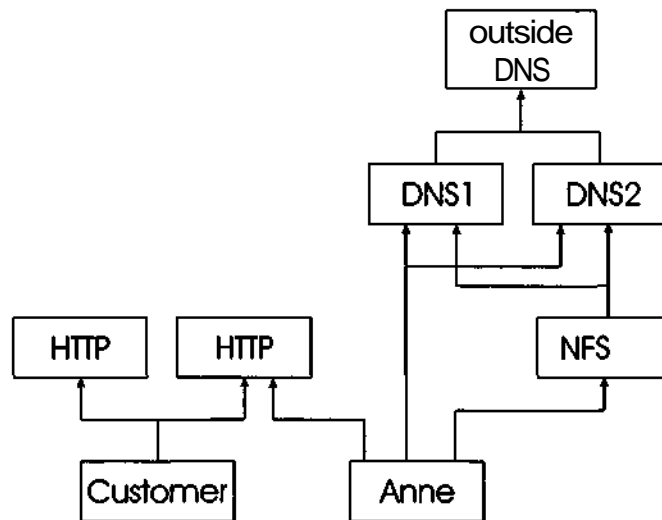 outside
DNS
DNS1
DNS2
HTTP
HTTP
NFS
Customer
Anne